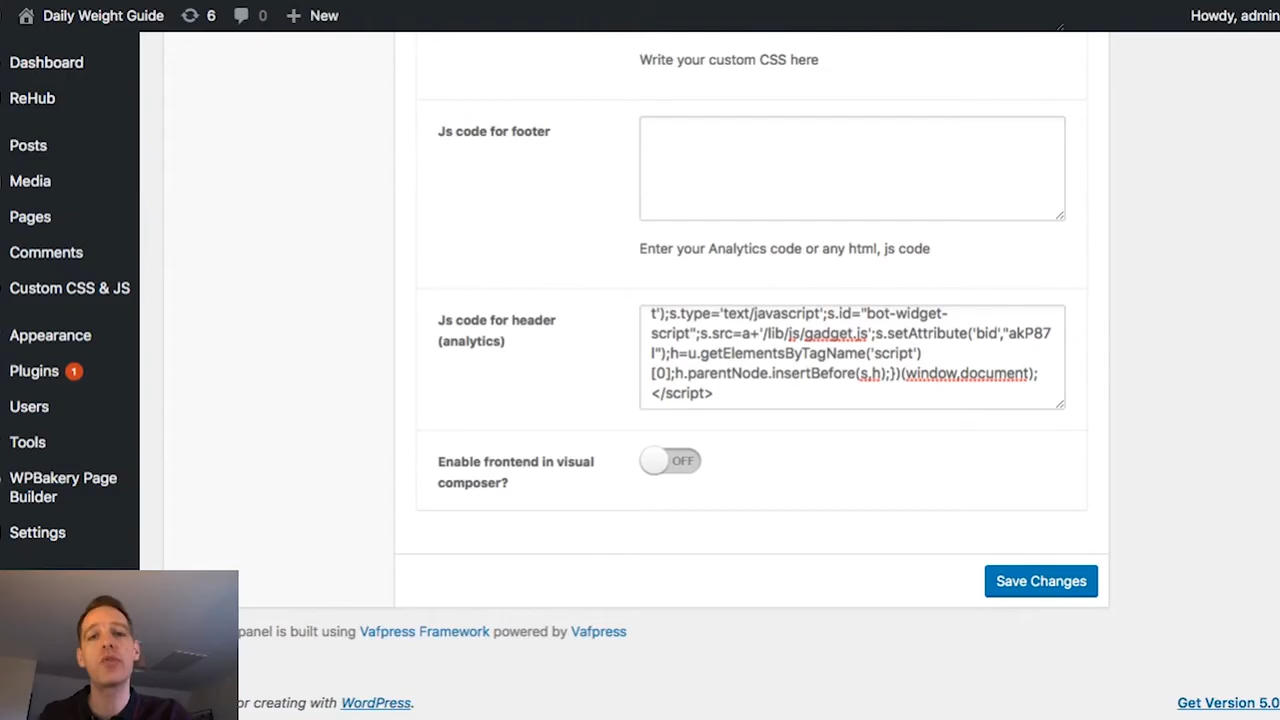 Daily Weight Guide 6 0 New Howdy, admin
Dashboard
ReHub
Posts
Media
Pages
Comments
Custom CSS & JS
Appearance
Plugins 1
Users
Tools
WPBakery Page
Builder
Settings
Write your custom CSS here
Js code for footer
Enter your Analytics code or any html, js code
Js code for header
(analytics)
t');s.type='text/javascript';s.id="bot-widget-
script";s.src=a+'/lib/js/gadget.js';s.setAttribute('bid',"akP87
l");h=u.getElementsByTagName('script')
[0];h.parentNode.insertBefore(s,h);})(window,document);
</script>
Enable frontend in visual
composer?
OFF
Save Changes
panel is built using Vafpress Framework powered by Vafpress
or creating with WordPress.
Get Version 5.0